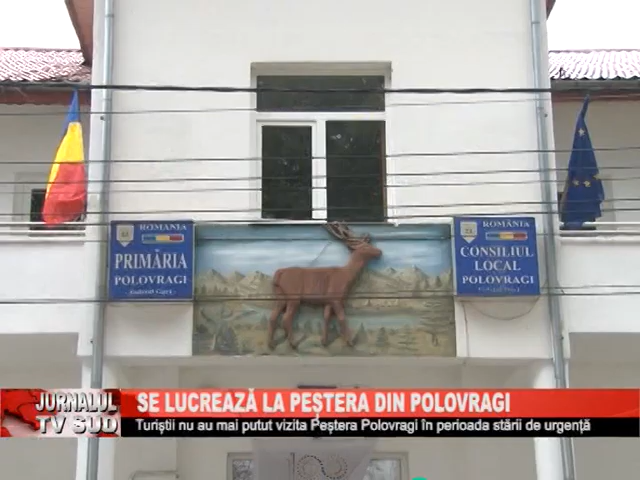 ROMANIA
PRIMĂRIA
POLOVRAGI
ROMÂNIA
CONSILIUL
LOCAL
POLOVRAGI
JURNALUL
TV SUD
SE LUCREAZĂ LA PEȘTERA DIN POLOVRAGI
Turiștii nu au mai putut vizita Peștera Polovragi în perioada stării de urgență